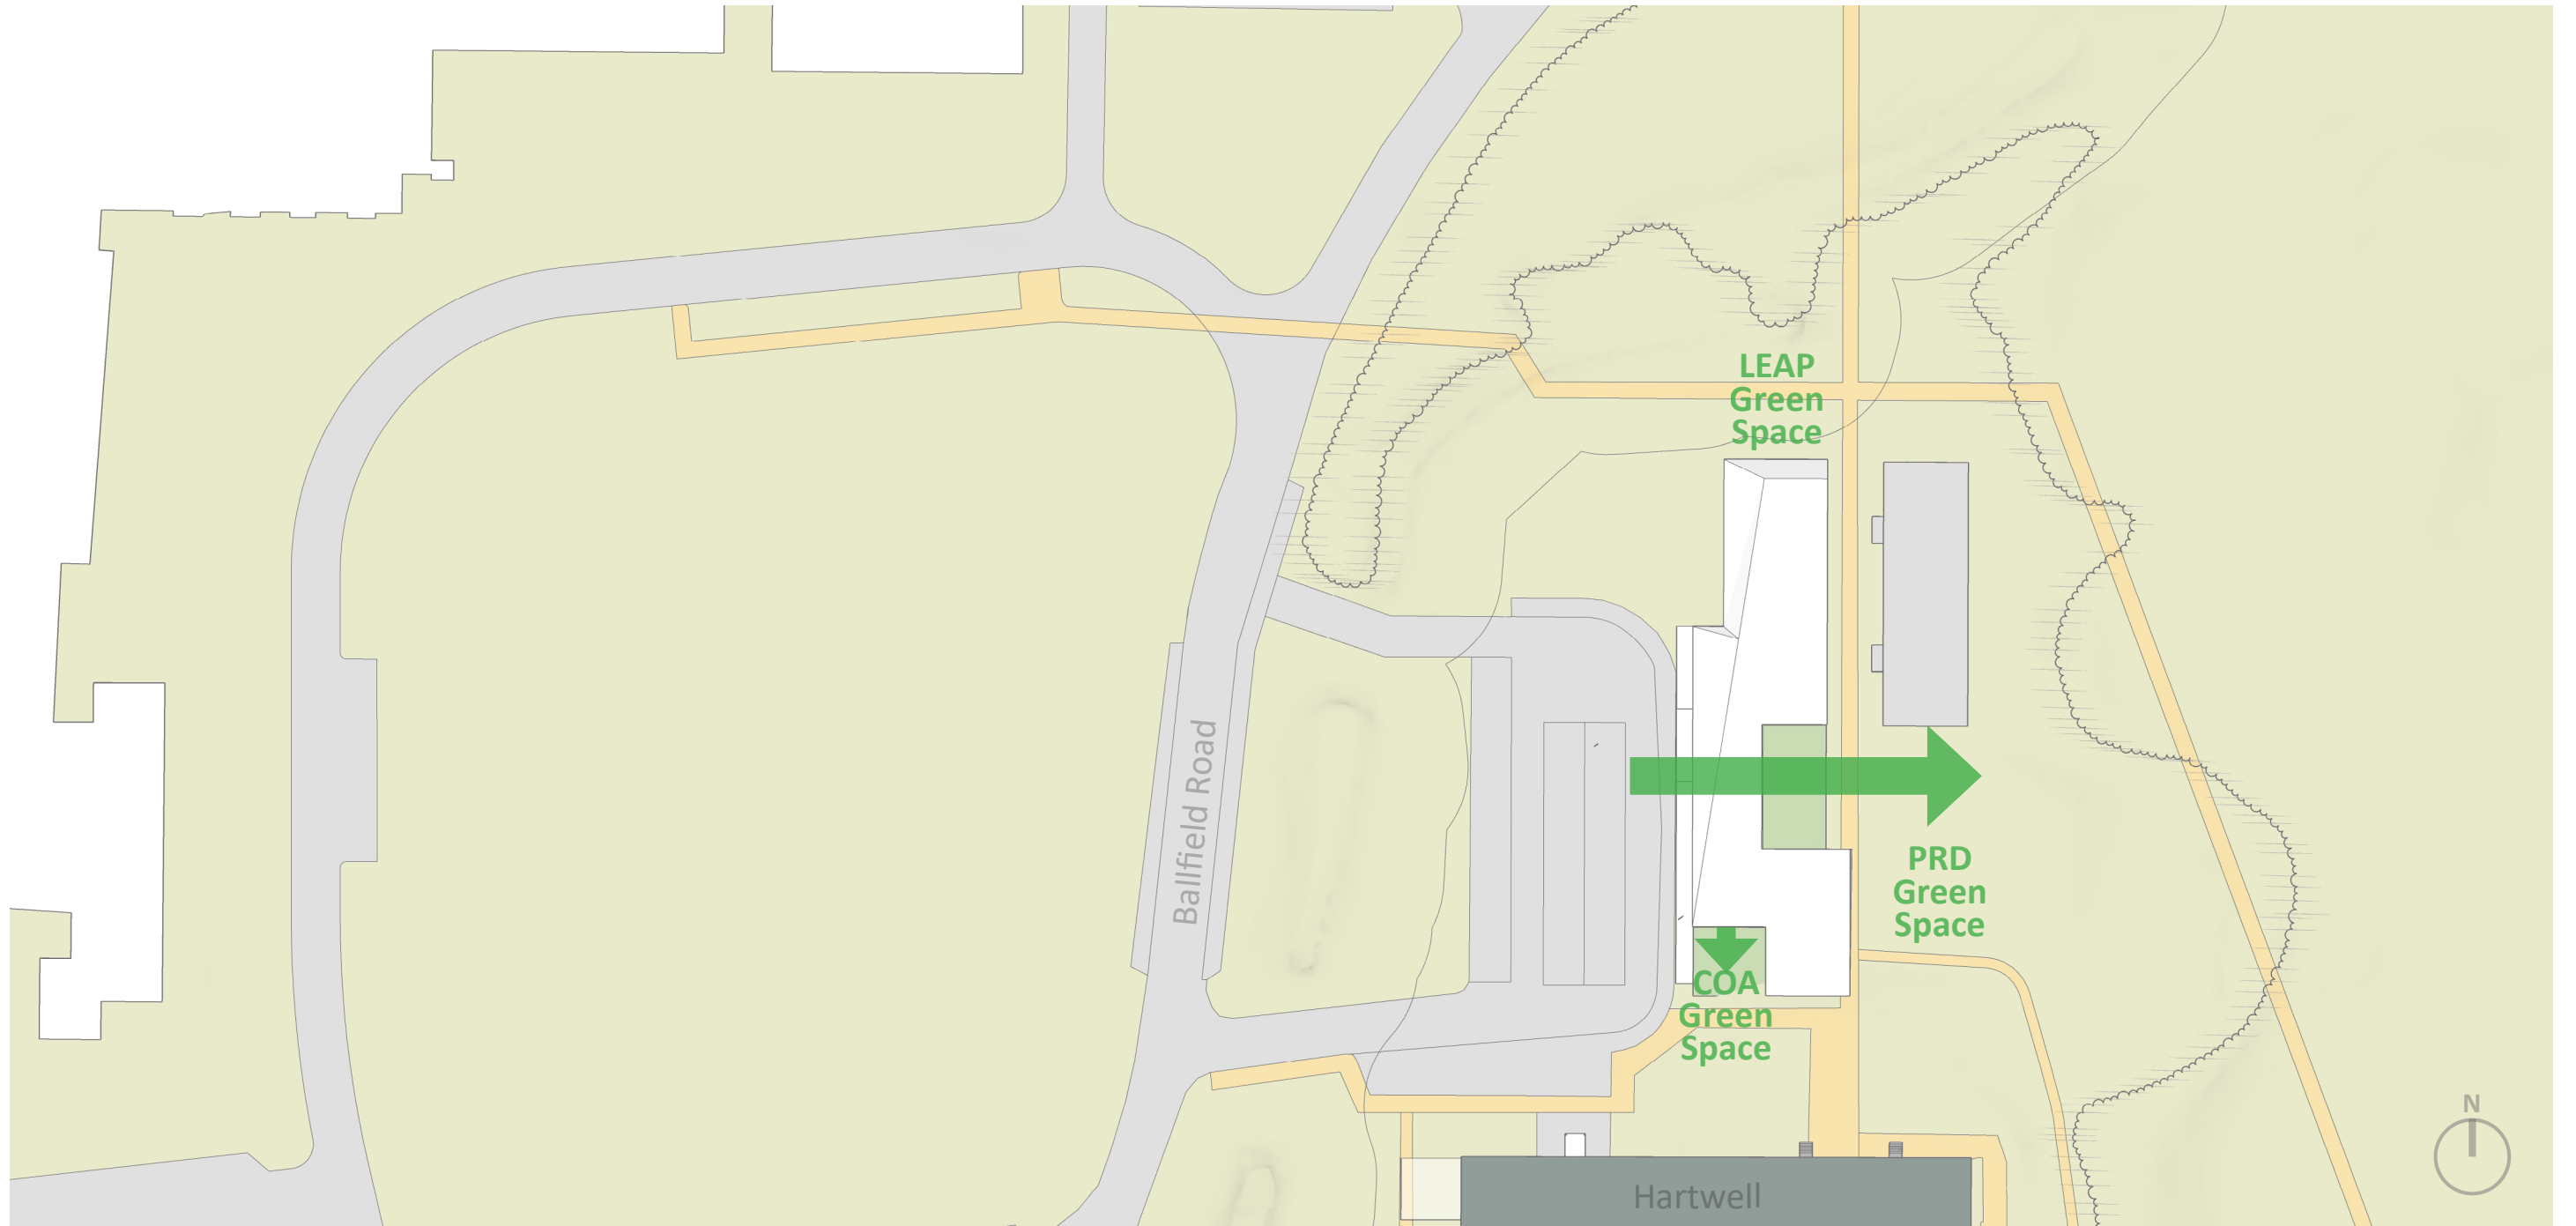 LEAP
Green
Space
Ballfield Road
PRD
Green
Space
COA
Green
Space
N
Hartwell